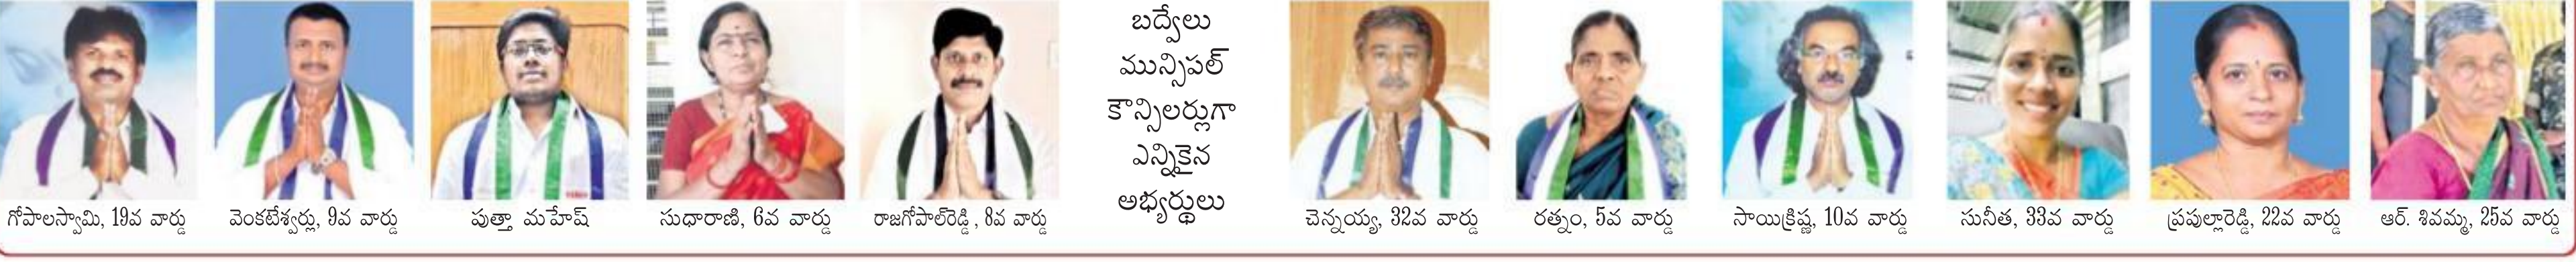 గోపాలస్వామి, 19వ వార్డు
వెంకటేశ్వర్లు, 9వ వార్డు
పుత్తా మహేష్
సుధారాణి, 6వ వార్డు
రాజగోపాల్‌రెడ్డి, 8వ వార్డు
బద్వేలు
మున్సిపల్
కౌన్సిలర్లుగా
ఎన్నికైన
అభ్యర్థులు
చెన్నయ్య, 32వ వార్డు
రత్నం, 5వ వార్డు
సాయిక్రిష్ణ, 10వ వార్డు
సునీత, 33వ వార్డు
ప్రపుల్లారెడ్డి, 22వ వార్డు
ఆర్. శివమ్మ, 25వ వార్డు